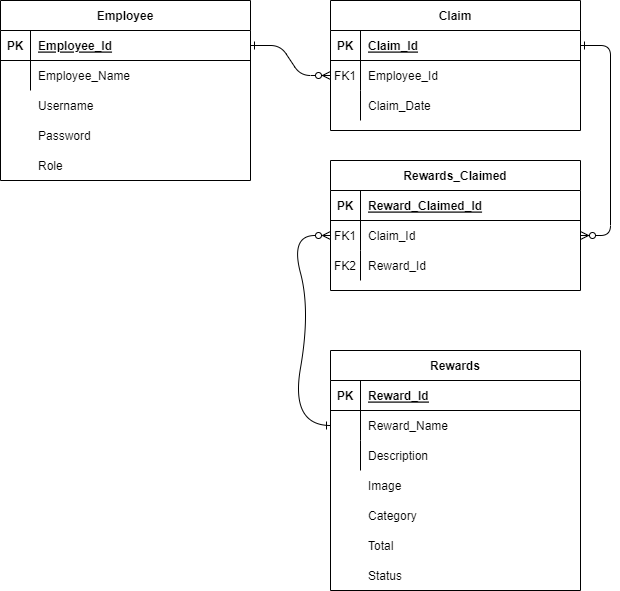 Employee
PK Employee_Id
Employee_Name
Username
Password
Role
Claim
PK Claim_Id
FK1 Employee_Id
Claim_Date
Rewards_Claimed
PK Reward_Claimed_Id
FK1 Claim_Id
FK2 Reward_Id
Rewards
PK Reward_Id
Reward_Name
Description
Image
Category
Total
Status